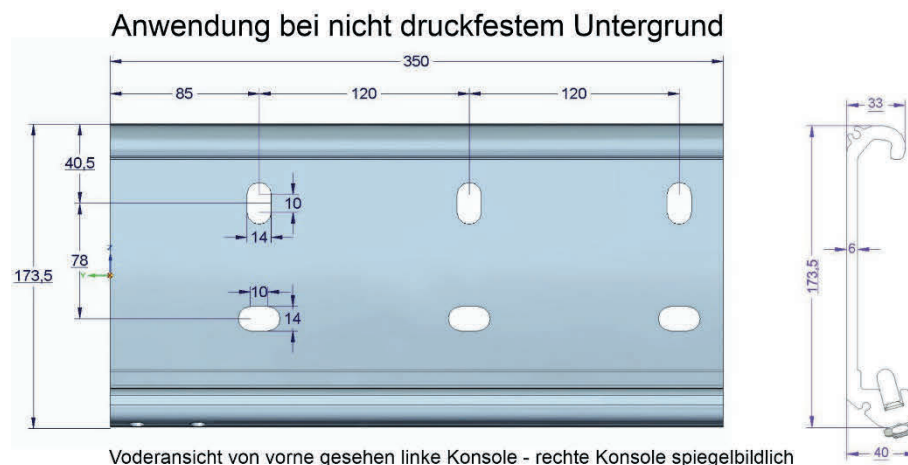 Anwendung bei nicht druckfestem Untergrund
350
85 120 120
33
40,5
10
14
78
Z
Y
173,5
6
173,5
10
14
40
Voderansicht von vorne gesehen linke Konsole - rechte Konsole spiegelbildlich